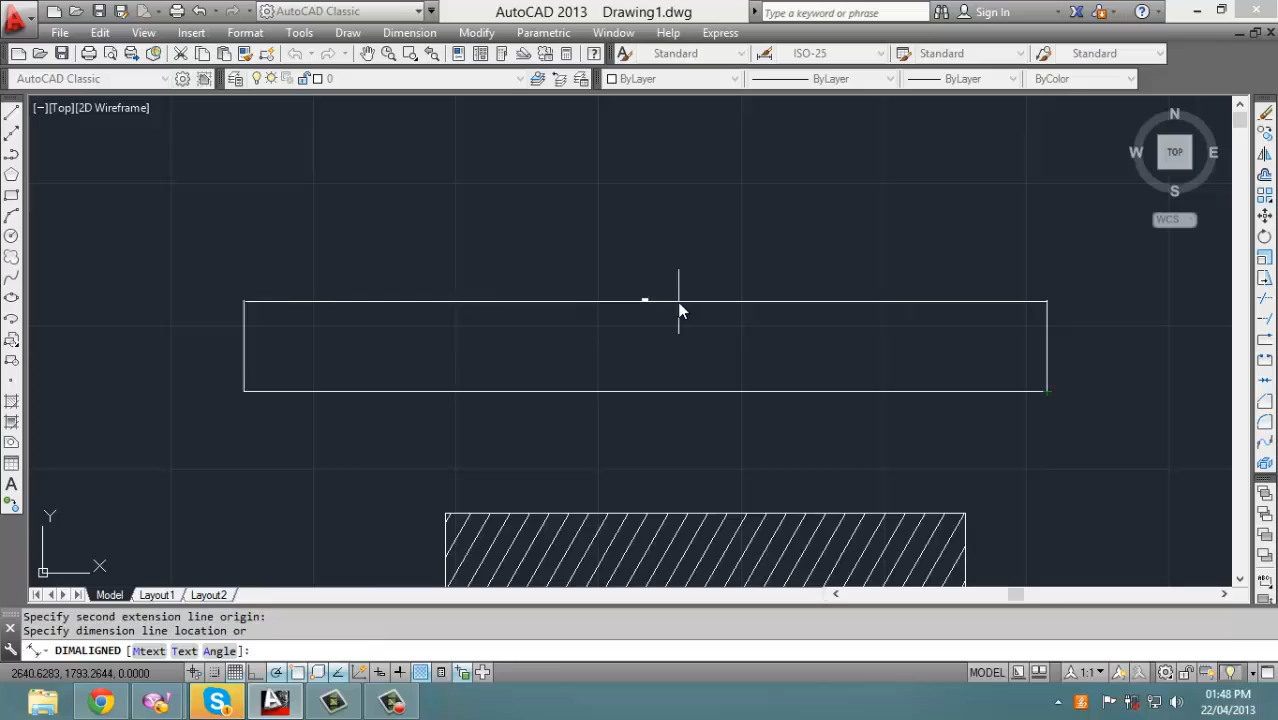 AutoCAD Classic
AutoCAD 2013 Drawing1.dwg
Type a keyword or phrase
Sign In
File Edit View Insert Format Tools Draw Dimension Modify Parametric Window Help Express
Standard ISO-25 Standard Standard
AutoCAD Classic 0 ByLayer ByLayer ByLayer ByColor
[−][Top][2D Wireframe]
N
W TOP E
S
WCS
Y
X
Model Layout1 Layout2
Specify second extension line origin:
Specify dimension line location or
DIMALIGNED [Mtext Text Angle]:
2640.6283, 1793.2644, 0.0000 MODEL 1:1
01:48 PM
22/04/2013